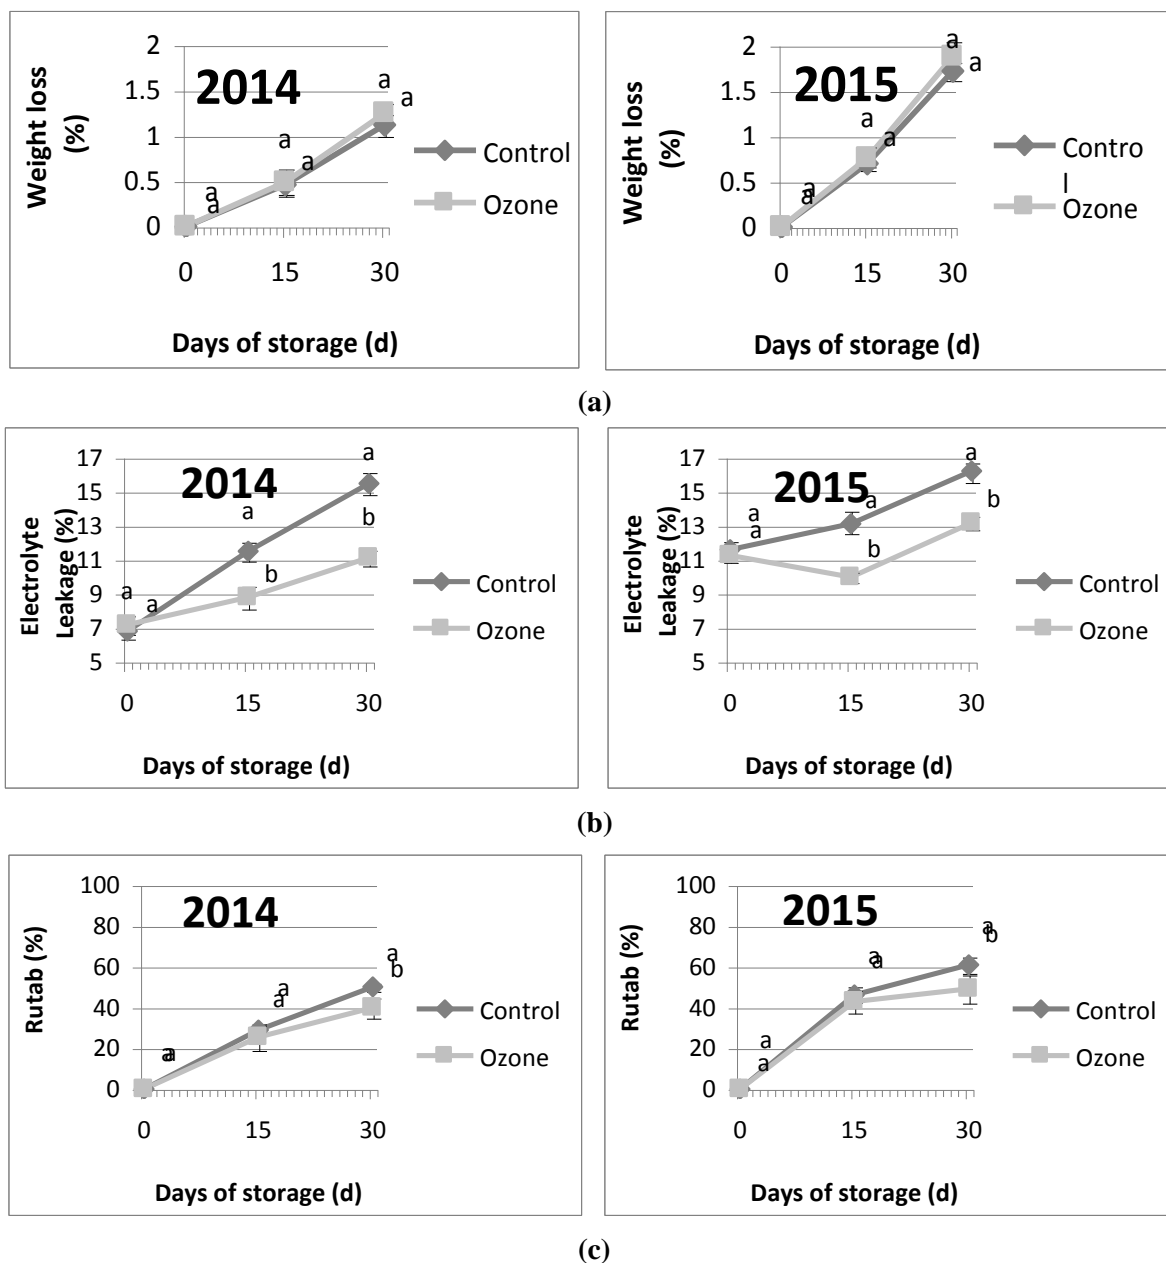 2
1.5
1
0.5
0
Weight loss
(%)
2014
a
a
a
a
a
a
Control
Ozone
0 15 30
Days of storage (d)
2
1.5
1
0.5
0
Weight loss
(%)
2015
a
a
a
a
a
a
Contro
l
Ozone
0 15 30
Days of storage (d)
(a)
17
15
13
11
9
7
5
Electrolyte
Leakage (%)
2014
a
a
b
b
a
a
Control
Ozone
0 15 30
Days of storage (d)
17
15
13
11
9
7
5
Electrolyte
Leakage (%)
2015
a
a
b
a
a
b
Control
Ozone
0 15 30
Days of storage (d)
(b)
100
80
60
40
20
0
Rutab (%)
2014
a
b
a
a
a
a
Control
Ozone
0 15 30
Days of storage (d)
100
80
60
40
20
0
Rutab (%)
2015
a
b
a
a
a
a
Control
Ozone
0 15 30
Days of storage (d)
(c)